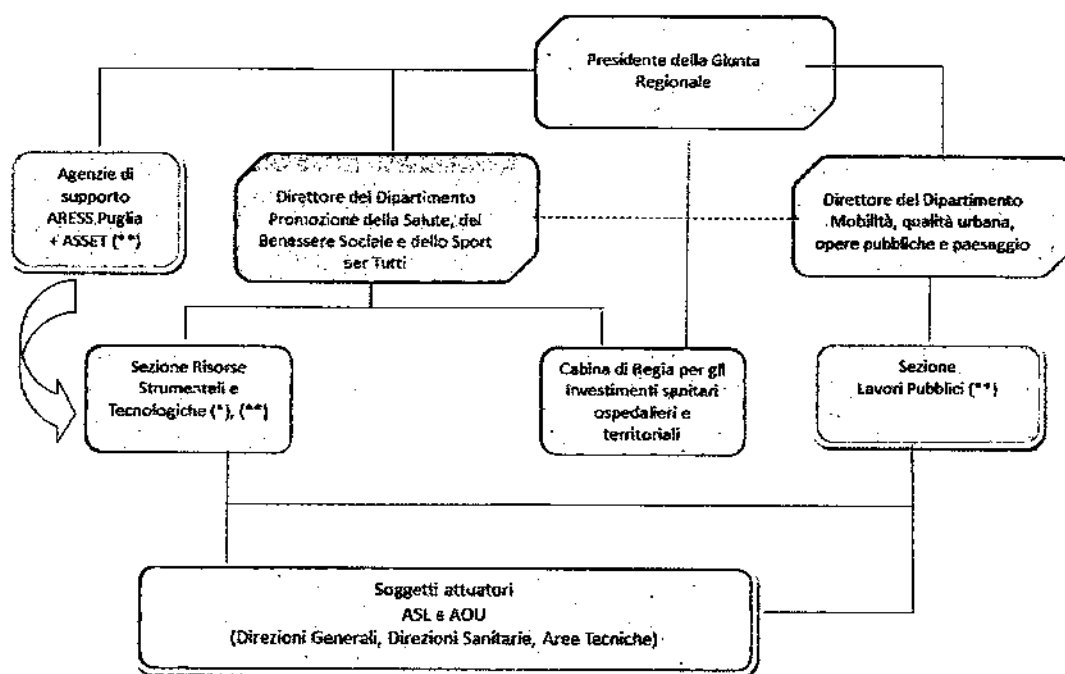 Presidente della Giunta
Regionale
Agenzie di
supporto
ARESS Puglia
+ ASSET (**)
Direttore del Dipartimento
Promozione della Salute, del
Benessere Sociale e dello Sport
per Tutti
Direttore del Dipartimento
Mobilità, qualità urbana,
opere pubbliche e paesaggio
Sezione Risorse
Strumentali e
Tecnologiche (*), (**)
Cabina di Regia per gli
investimenti sanitari
ospedalieri e
territoriali
Sezione
Lavori Pubblici (**)
Soggetti attuatori
ASL e AOU
(Direzioni Generali, Direzioni Sanitarie, Aree Tecniche)